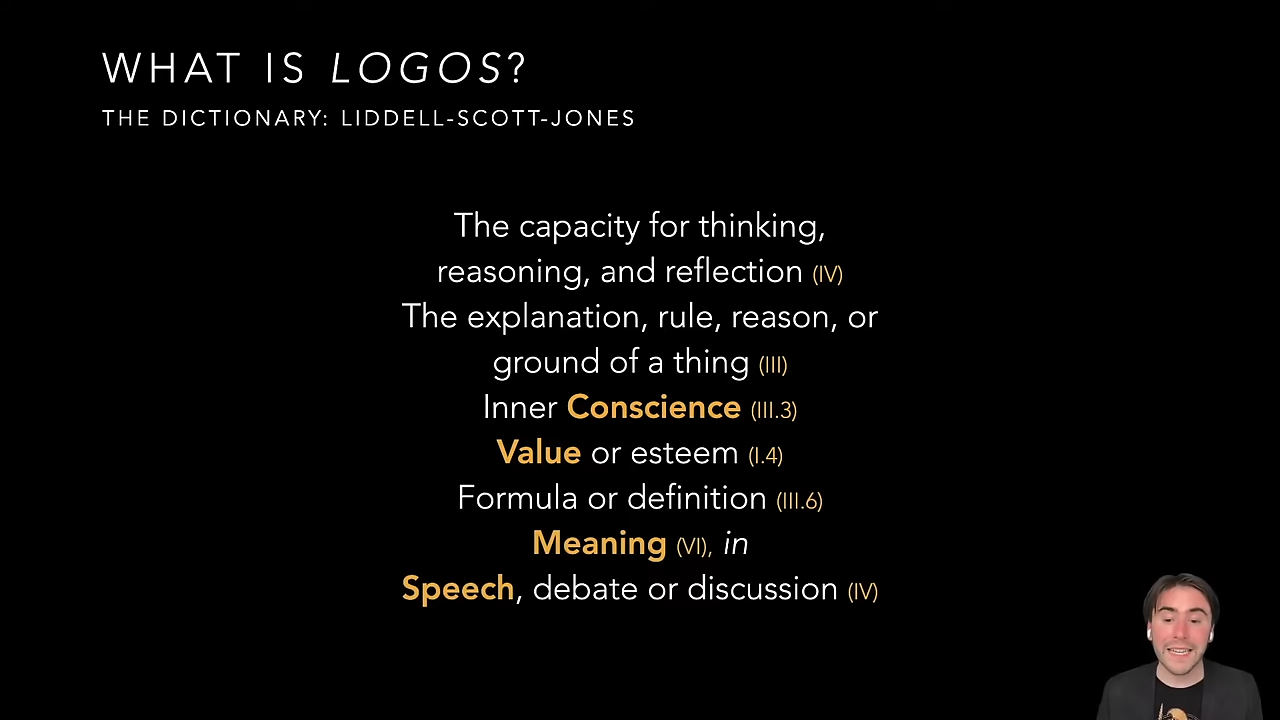 WHAT IS LOGOS?
THE DICTIONARY: LIDDELL-SCOTT-JONES
The capacity for thinking,
reasoning, and reflection (IV)
The explanation, rule, reason, or
ground of a thing (III)
Inner Conscience (III.3)
Value or esteem (I.4)
Formula or definition (III.6)
Meaning (VI), in
Speech, debate or discussion (IV)